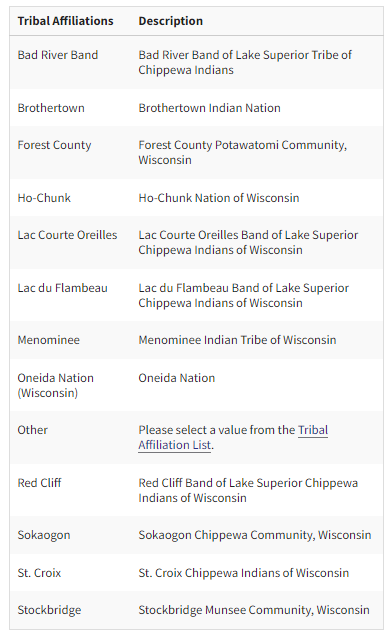 Tribal Affiliations Description
Bad River Band Bad River Band of Lake Superior Tribe of
Chippewa Indians
Brothertown Brothertown Indian Nation
Forest County Forest County Potawatomi Community,
Wisconsin
Ho-Chunk Ho-Chunk Nation of Wisconsin
Lac Courte Oreilles Lac Courte Oreilles Band of Lake Superior
Chippewa Indians of Wisconsin
Lac du Flambeau Lac du Flambeau Band of Lake Superior
Chippewa Indians of Wisconsin
Menominee Menominee Indian Tribe of Wisconsin
Oneida Nation Oneida Nation
(Wisconsin)
Other Please select a value from the Tribal
Affiliation List.
Red Cliff Red Cliff Band of Lake Superior Chippewa
Indians of Wisconsin
Sokaogon Sokaogon Chippewa Community, Wisconsin
St. Croix St. Croix Chippewa Indians of Wisconsin
Stockbridge Stockbridge Munsee Community, Wisconsin